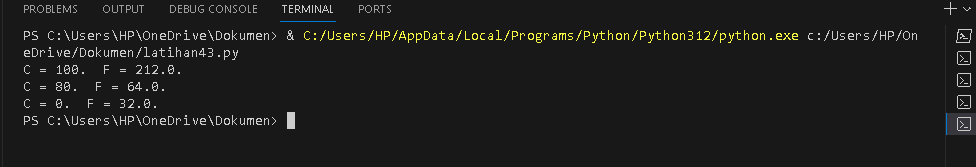 PROBLEMS OUTPUT DEBUG CONSOLE TERMINAL PORTS
PS C:\Users\HP\OneDrive\Dokumen> & C:/Users/HP/AppData/Local/Programs/Python/Python312/python.exe c:/Users/HP/On
eDrive/Dokumen/latihan43.py
C = 100.  F = 212.0.
C = 80.  F = 64.0.
C = 0.  F = 32.0.
PS C:\Users\HP\OneDrive\Dokumen>